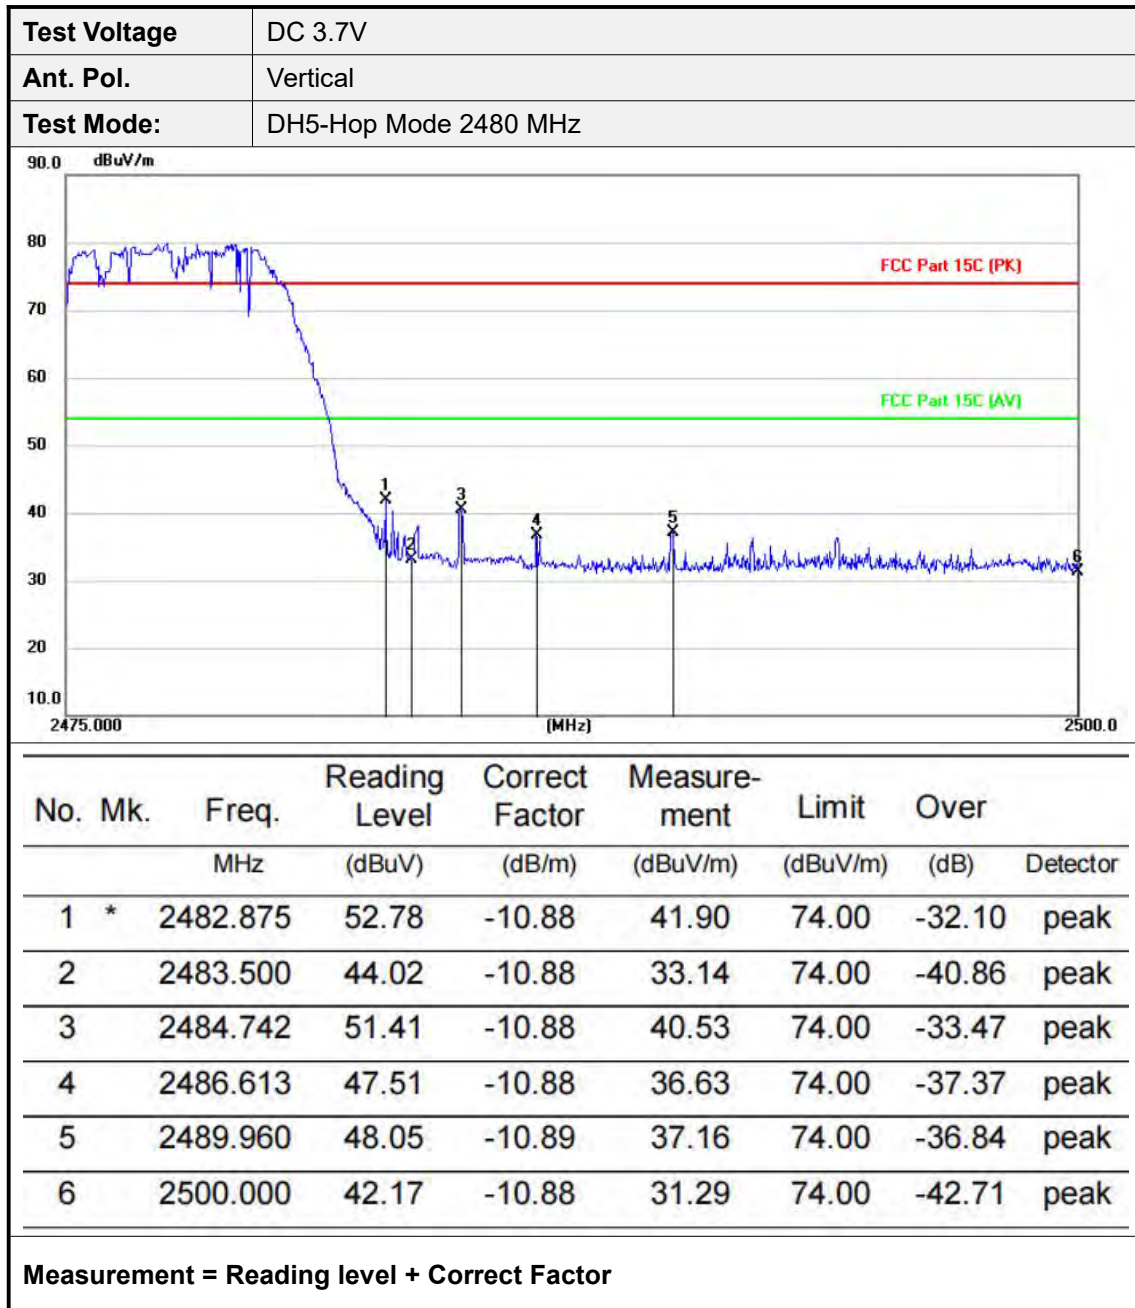 Test Voltage DC 3.7V
Ant. Pol. Vertical
Test Mode: DH5-Hop Mode 2480 MHz
90.0 dBuV/m
80
FCC Part 15C (PK)
70
60
FCC Part 15C (AV)
50
1 3
40 4 5
2 6
30
20
10.0
2475.000 (MHz) 2500.0
No. Mk. Freq. Reading Level Correct Factor Measure-ment Limit Over
MHz (dBuV) (dB/m) (dBuV/m) (dBuV/m) (dB) Detector
1 * 2482.875 52.78 -10.88 41.90 74.00 -32.10 peak
2 2483.500 44.02 -10.88 33.14 74.00 -40.86 peak
3 2484.742 51.41 -10.88 40.53 74.00 -33.47 peak
4 2486.613 47.51 -10.88 36.63 74.00 -37.37 peak
5 2489.960 48.05 -10.89 37.16 74.00 -36.84 peak
6 2500.000 42.17 -10.88 31.29 74.00 -42.71 peak
Measurement = Reading level + Correct Factor